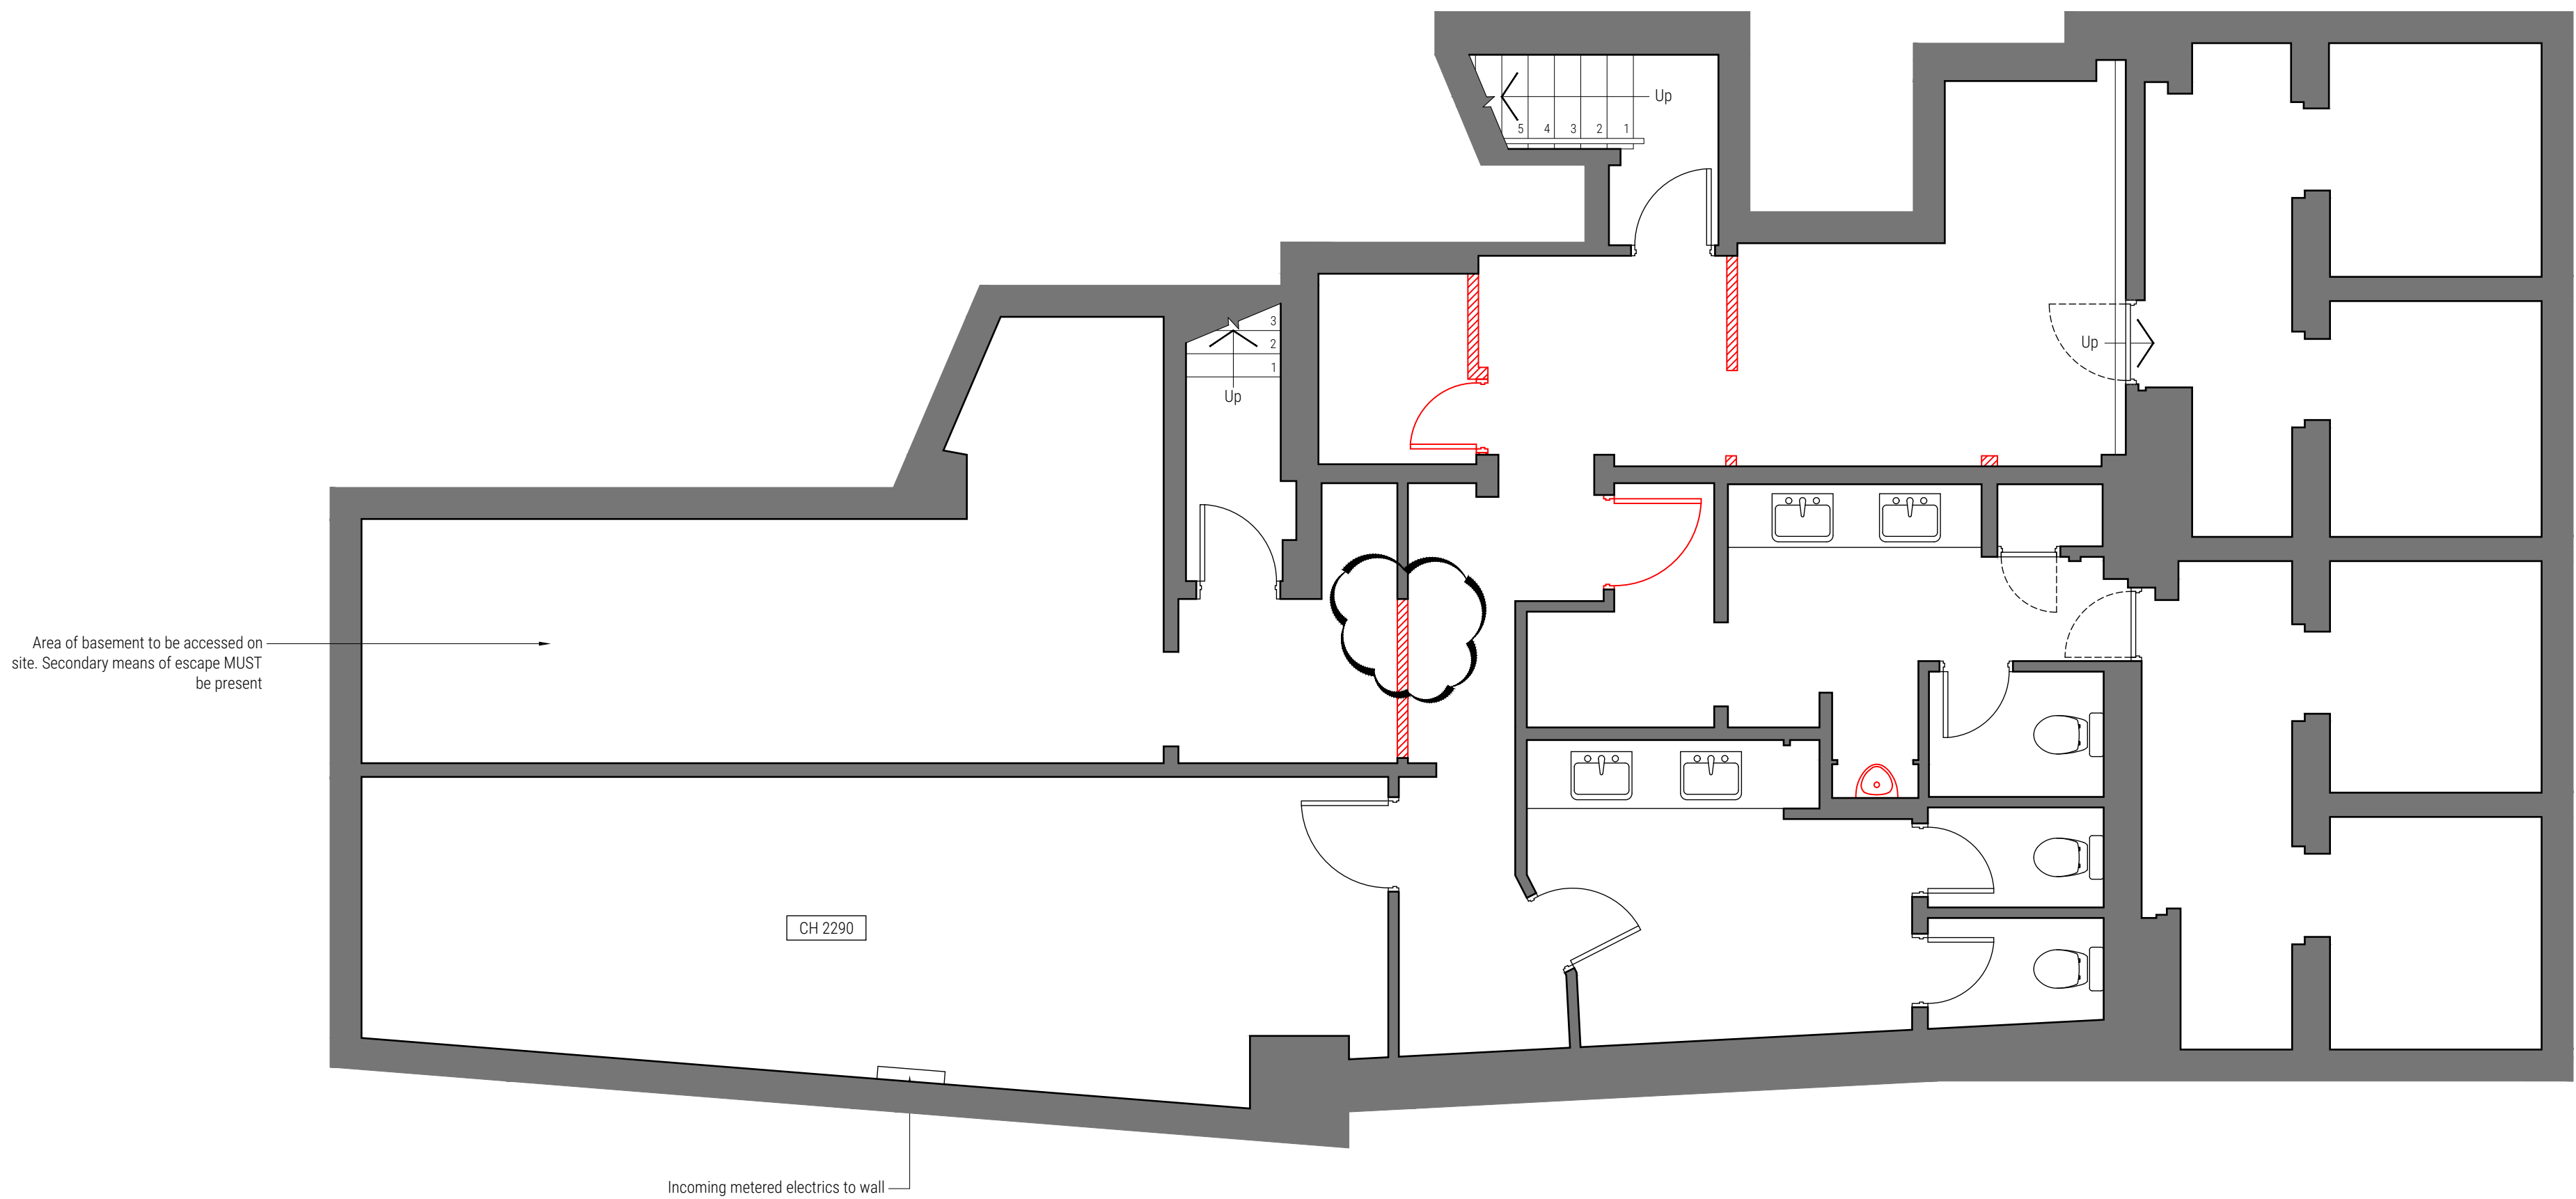 Up
5 4 3 2 1
3
2
1
Up
Up
Area of basement to be accessed on
site. Secondary means of escape MUST
be present
CH 2290
Incoming metered electrics to wall